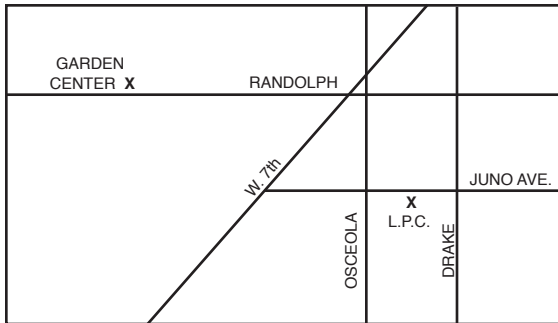 GARDEN
CENTER X
RANDOLPH
W. 7th
JUNO AVE.
X
L.P.C.
OSCEOLA
DRAKE